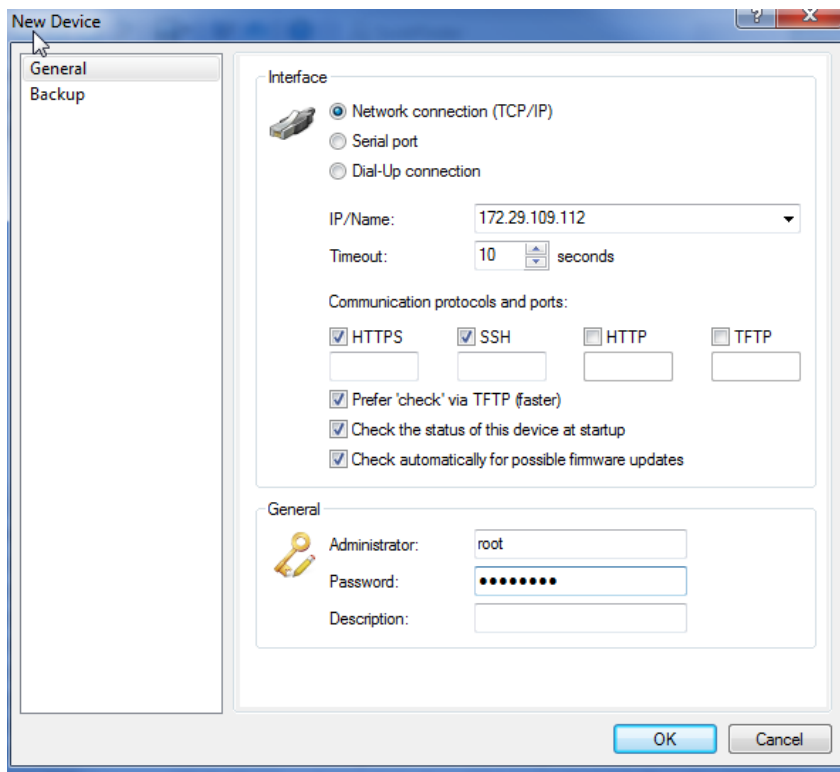 New Device
General
Backup
Interface
Network connection (TCP/IP)
Serial port
Dial-Up connection
IP/Name: 172.29.109.112
Timeout: 10 seconds
Communication protocols and ports:
HTTPS SSH HTTP TFTP
Prefer 'check' via TFTP (faster)
Check the status of this device at startup
Check automatically for possible firmware updates
General
Administrator: root
Password: ●●●●●●●●
Description:
OK Cancel